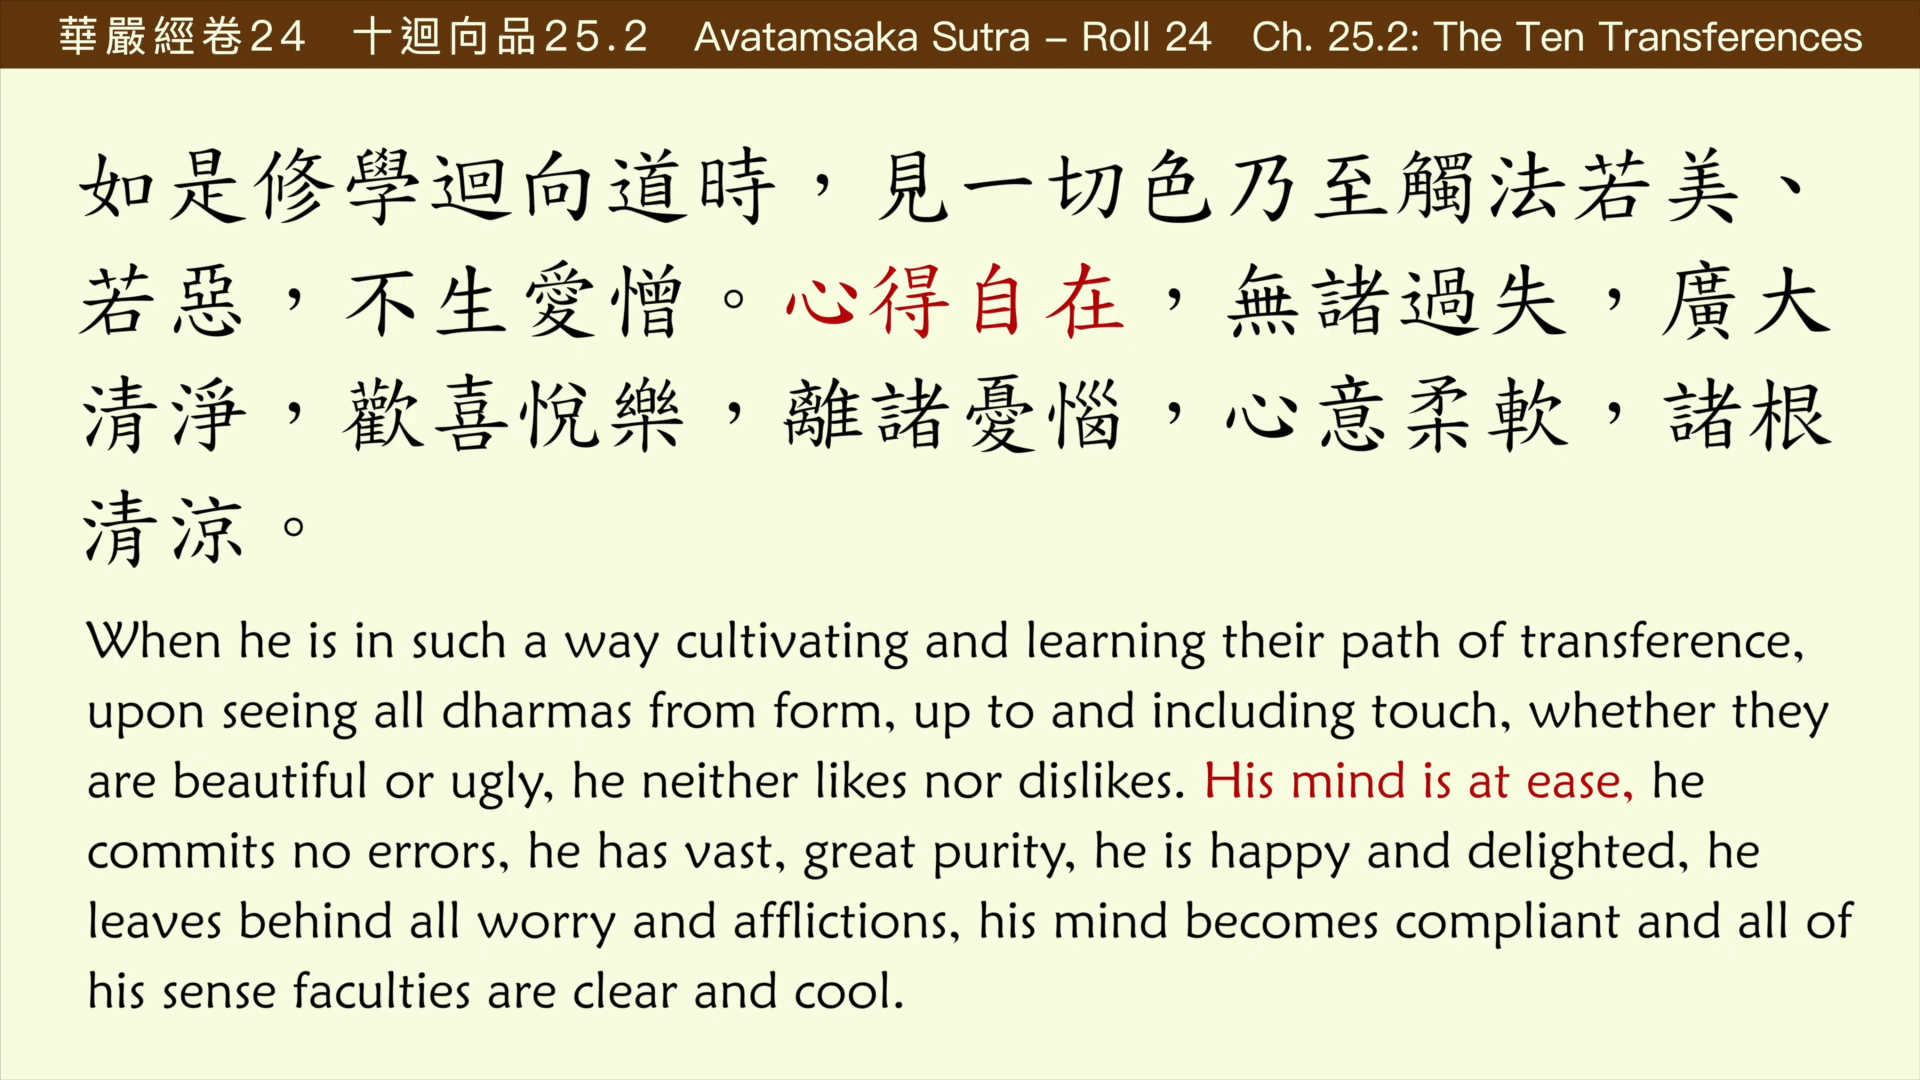 華嚴經卷24 十迴向品25.2 Avatamsaka Sutra – Roll 24 Ch. 25.2: The Ten Transferences
如是修學迴向道時，見一切色乃至觸法若美、
若惡，不生愛憎。心得自在，無諸過失，廣大
清淨，歡喜悅樂，離諸憂惱，心意柔軟，諸根
清涼。
When he is in such a way cultivating and learning their path of transference,
upon seeing all dharmas from form, up to and including touch, whether they
are beautiful or ugly, he neither likes nor dislikes. His mind is at ease, he
commits no errors, he has vast, great purity, he is happy and delighted, he
leaves behind all worry and afflictions, his mind becomes compliant and all of
his sense faculties are clear and cool.